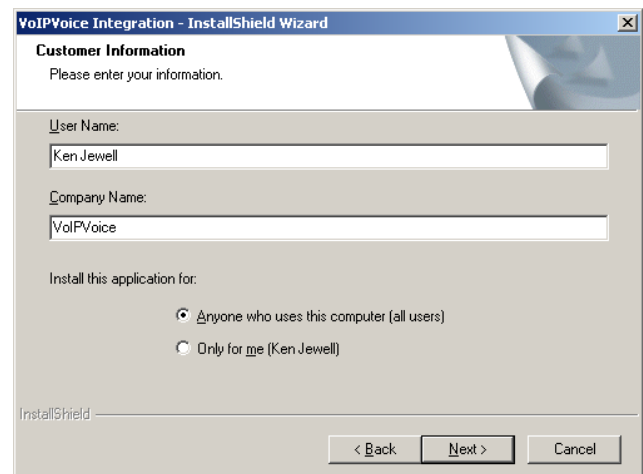 VoIPVoice Integration - InstallShield Wizard
Customer Information
Please enter your information.
User Name:
Ken Jewell
Company Name:
VoIPVoice
Install this application for:
Anyone who uses this computer (all users)
Only for me (Ken Jewell)
InstallShield
< Back
Next >
Cancel